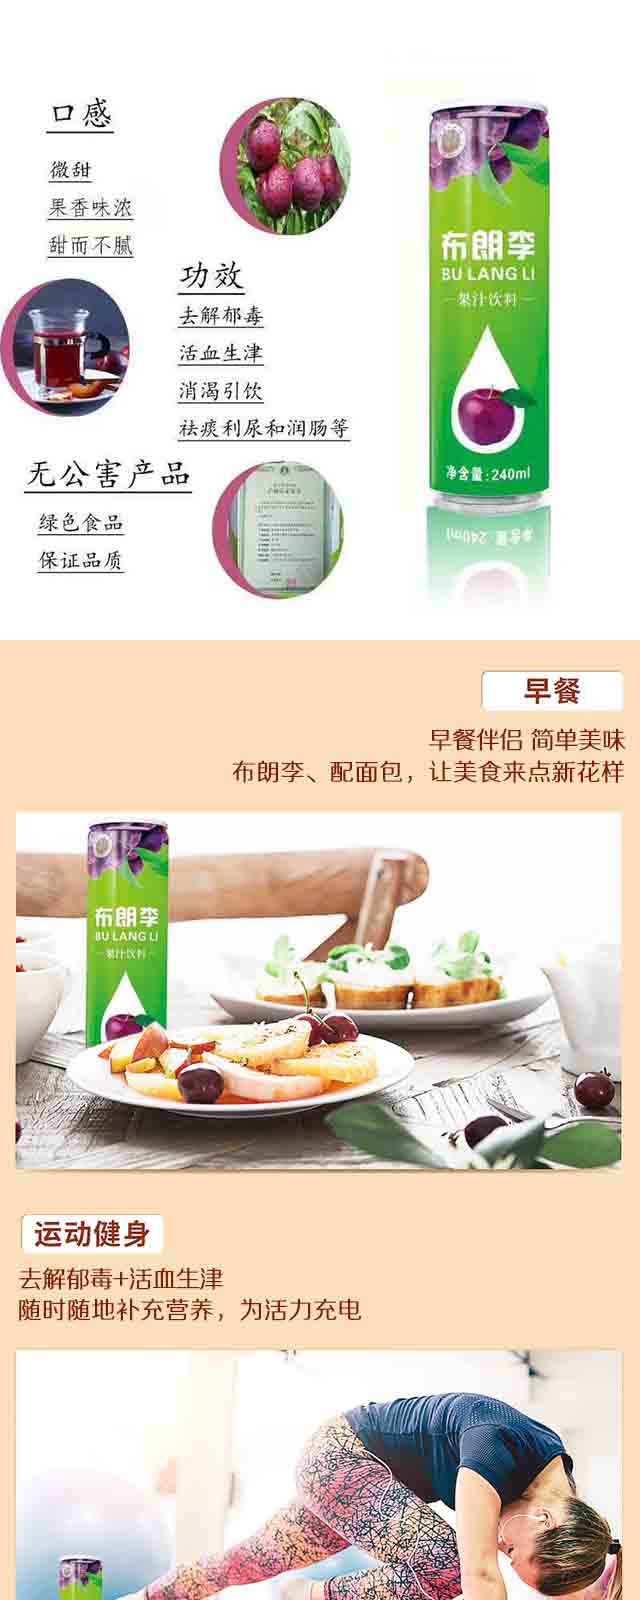 口感
微甜
果香味浓
甜而不腻
功效
去解郁毒
活血生津
消渴引饮
祛痰利尿和润肠等
无公害产品
绿色食品
保证品质
布朗李
BU LANG LI
果汁饮料
净含量:240ml
早餐
早餐伴侣 简单美味
布朗李、配面包，让美食来点新花样
布朗李
BU LANG LI
果汁饮料
运动健身
去解郁毒+活血生津
随时随地补充营养，为活力充电